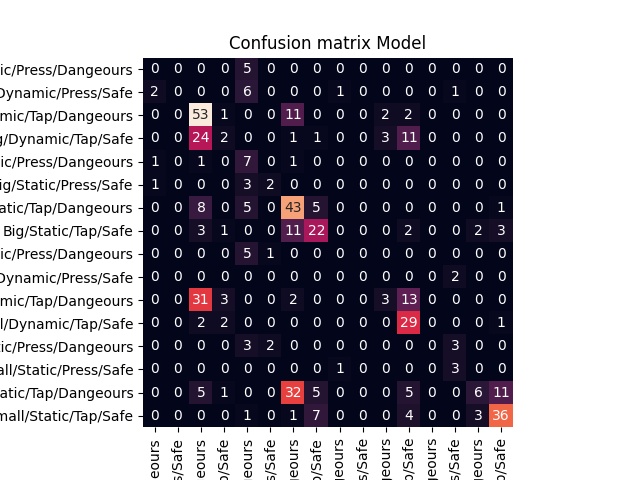 Confusion matrix Model
ic/Press/Dangeours 0 0 0 0 5 0 0 0 0 0 0 0 0 0 0 0
Dynamic/Press/Safe 2 0 0 0 6 0 0 0 1 0 0 0 0 1 0 0
mic/Tap/Dangeours 0 0 53 1 0 0 11 0 0 0 2 2 0 0 0 0
g/Dynamic/Tap/Safe 0 0 24 2 0 0 1 1 0 0 3 11 0 0 0 0
ic/Press/Dangeours 1 0 1 0 7 0 1 0 0 0 0 0 0 0 0 0
ig/Static/Press/Safe 1 0 0 0 3 2 0 0 0 0 0 0 0 0 0 0
atic/Tap/Dangeours 0 0 8 0 5 0 43 5 0 0 0 0 0 0 0 1
Big/Static/Tap/Safe 0 0 3 1 0 0 11 22 0 0 0 2 0 0 2 3
ic/Press/Dangeours 0 0 0 0 5 1 0 0 0 0 0 0 0 0 0 0
Dynamic/Press/Safe 0 0 0 0 0 0 0 0 0 0 0 0 0 2 0 0
mic/Tap/Dangeours 0 0 31 3 0 0 2 0 0 0 3 13 0 0 0 0
l/Dynamic/Tap/Safe 0 0 2 2 0 0 0 0 0 0 0 29 0 0 0 1
ic/Press/Dangeours 0 0 0 0 3 2 0 0 0 0 0 0 0 3 0 0
all/Static/Press/Safe 0 0 0 0 0 0 0 0 1 0 0 0 0 3 0 0
atic/Tap/Dangeours 0 0 5 1 0 0 32 5 0 0 0 5 0 0 6 11
mall/Static/Tap/Safe 0 0 0 0 1 0 1 7 0 0 0 4 0 0 3 36
geours
s/Safe
geours
p/Safe
geours
s/Safe
geours
p/Safe
geours
s/Safe
geours
p/Safe
geours
s/Safe
geours
p/Safe